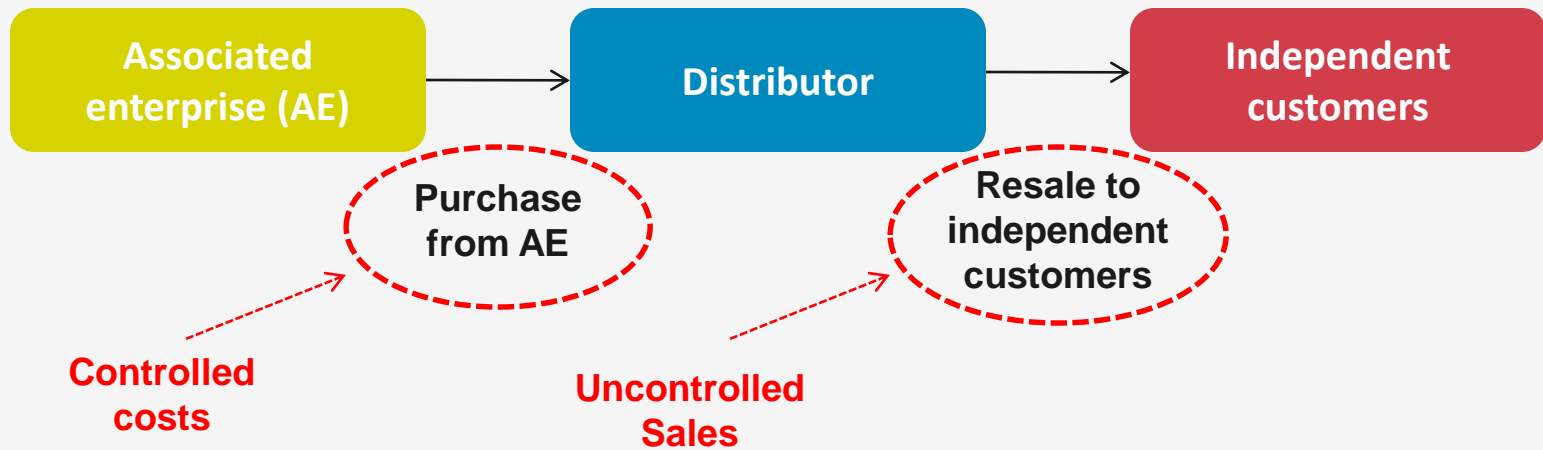 Associated
enterprise (AE)
Distributor
Independent
customers
Purchase
from AE
Resale to
independent
customers
Controlled
costs
Uncontrolled
Sales